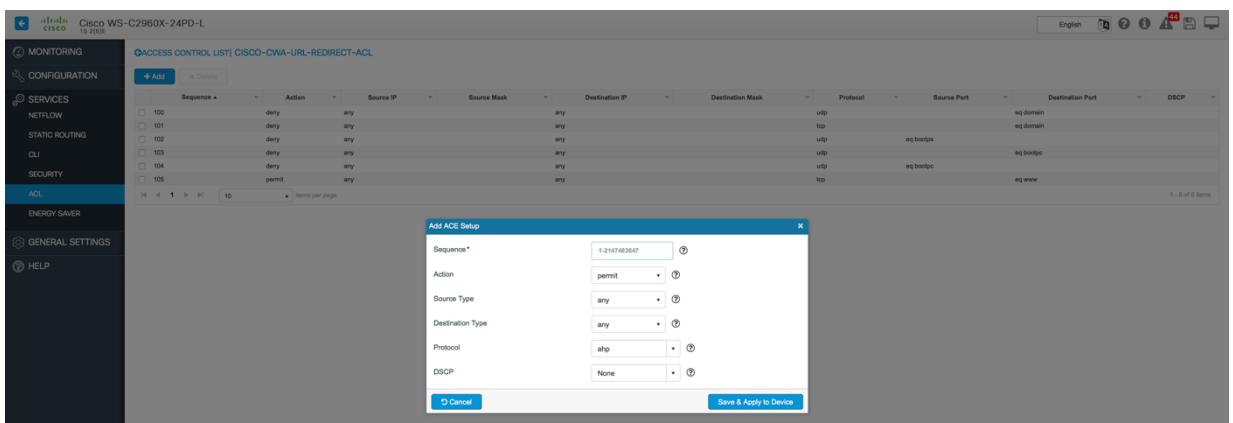 CISCO
Cisco WS-C2960X-24PD-L
15.2(6)E
English
44
MONITORING
CONFIGURATION
SERVICES
NETFLOW
STATIC ROUTING
CLI
SECURITY
ACL
ENERGY SAVER
GENERAL SETTINGS
HELP
ACCESS CONTROL LIST| CISCO-CWA-URL-REDIRECT-ACL
+ Add
× Delete
Sequence Action Source IP Source Mask Destination IP Destination Mask Protocol Source Port Destination Port DSCP
100 deny any any udp eq domain
101 deny any any tcp eq domain
102 deny any any udp eq bootps
103 deny any any udp eq bootpc
104 deny any any udp eq bootpc
105 permit any any tcp eq www
1 10 items per page 1 - 6 of 6 items
Add ACE Setup ×
Sequence* 1-2147483647
Action permit
Source Type any
Destination Type any
Protocol ahp
DSCP None
Cancel Save & Apply to Device